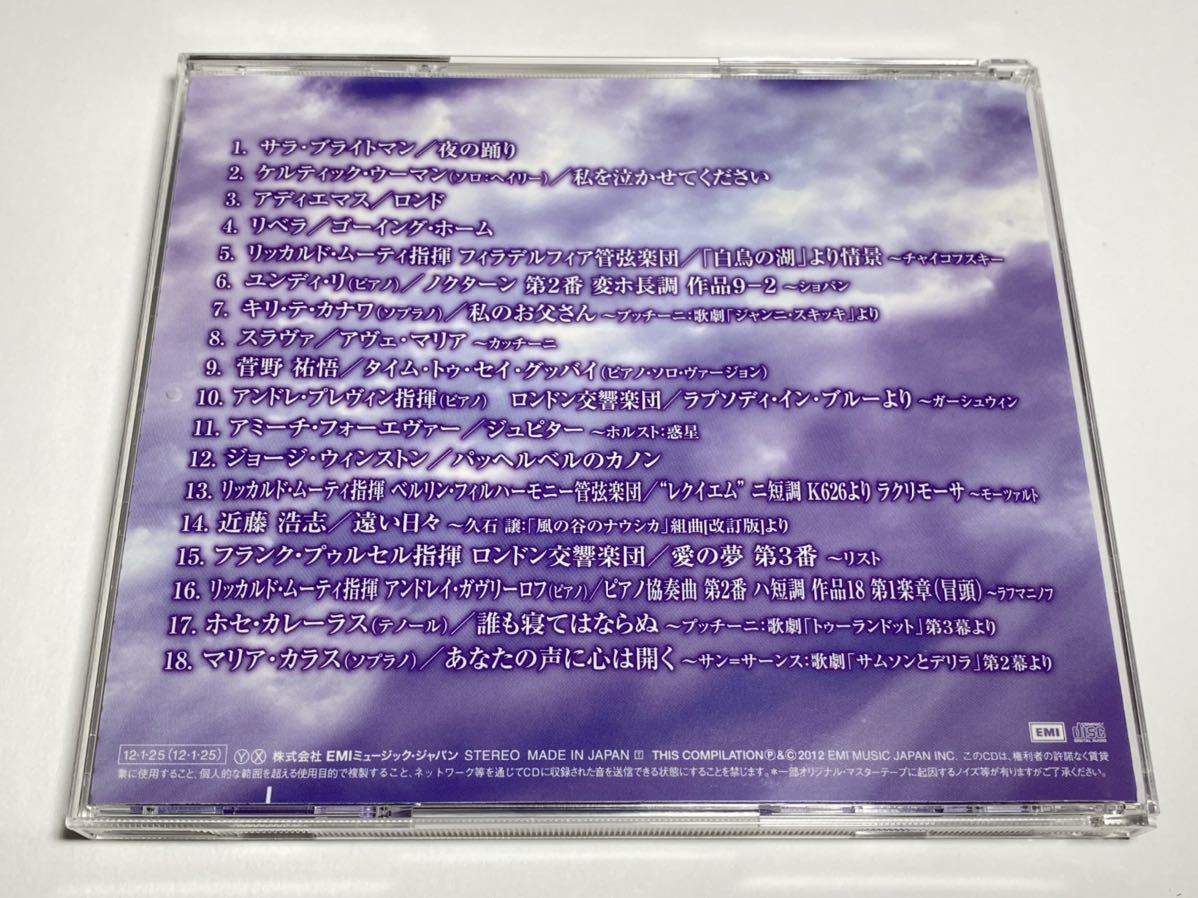 1. サラ・ブライトマン／夜の踊り
2. ケルティック・ウーマン(ソロ：ヘイリー)／私を泣かせてください
3. アディエマス／ロンド
4. リベラ／ゴーイング・ホーム
5. リッカルド・ムーティ指揮 フィラデルフィア管弦楽団／「白鳥の湖」より情景 ～チャイコフスキー
6. ユンディ・リ(ピアノ)／ノクターン 第2番 変ホ長調 作品9-2 ～ショパン
7. キリ・テ・カナワ(ソプラノ)／私のお父さん ～プッチーニ：歌劇「ジャンニ・スキッキ」より
8. スラヴァ／アヴェ・マリア ～カッチーニ
9. 菅野 祐悟／タイム・トゥ・セイ・グッバイ(ピアノ・ソロ・ヴァージョン)
10. アンドレ・プレヴィン指揮(ピアノ) ロンドン交響楽団／ラプソディ・イン・ブルーより ～ガーシュウィン
11. アミーチ・フォーエヴァー／ジュピター ～ホルスト：惑星
12. ジョージ・ウィンストン／パッヘルベルのカノン
13. リッカルド・ムーティ指揮 ベルリン・フィルハーモニー管弦楽団／“レクイエム” ニ短調 K626より ラクリモーサ ～モーツァルト
14. 近藤 浩志／遠い日々 ～久石 譲：「風の谷のナウシカ」組曲[改訂版]より
15. フランク・プゥルセル指揮 ロンドン交響楽団／愛の夢 第3番 ～リスト
16. リッカルド・ムーティ指揮 アンドレイ・ガヴリーロフ(ピアノ)／ピアノ協奏曲 第2番 ハ短調 作品18 第1楽章(冒頭) ～ラフマニノフ
17. ホセ・カレーラス(テノール)／誰も寝てはならぬ ～プッチーニ：歌劇「トゥーランドット」第3幕より
18. マリア・カラス(ソプラノ)／あなたの声に心は開く ～サン=サーンス：歌劇「サムソンとデリラ」第2幕より
EMI COMPACT disc DIGITAL AUDIO
12・1・25(12・1・25) Ⓨ Ⓧ 株式会社 EMIミュージック・ジャパン STEREO MADE IN JAPAN THIS COMPILATION Ⓟ&Ⓒ 2012 EMI MUSIC JAPAN INC. このCDは、権利者の許諾なく賃貸
業に使用すること、個人的な範囲を超える使用目的で複製すること、ネットワーク等を通じてCDに収録された音を送信できる状態にすることを禁じます。＊一部オリジナル・マスターテープに起因するノイズ等が有りますがご了承ください。